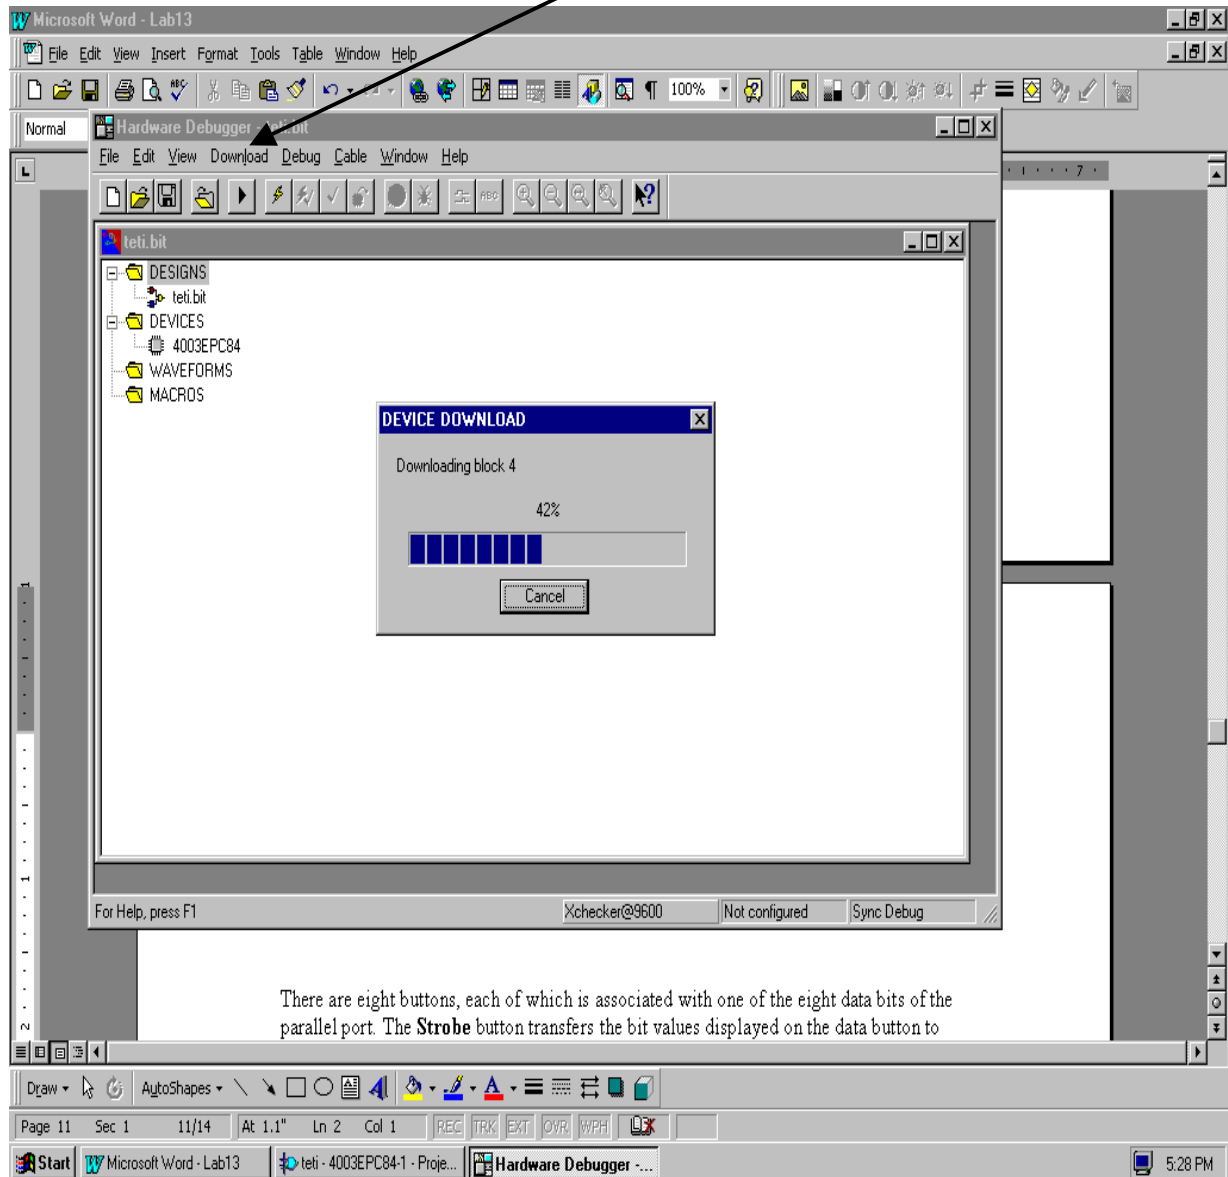 Microsoft Word - Lab13
File Edit View Insert Format Tools Table Window Help
100%
Normal
Hardware Debugger - teti.bit
File Edit View Download Debug Cable Window Help
7
teti.bit
DESIGNS
teti.bit
DEVICES
4003EPC84
WAVEFORMS
MACROS
DEVICE DOWNLOAD
Downloading block 4
42%
Cancel
For Help, press F1
Xchecker@9600
Not configured
Sync Debug
There are eight buttons, each of which is associated with one of the eight data bits of the
parallel port. The Strobe button transfers the bit values displayed on the data button to
Draw AutoShapes
Page 11 Sec 1 11/14 At 1.1" Ln 2 Col 1 REC TRK EXT OVR WPH
Start Microsoft Word - Lab13 teti - 4003EPC84-1 - Proje... Hardware Debugger -... 5:28 PM